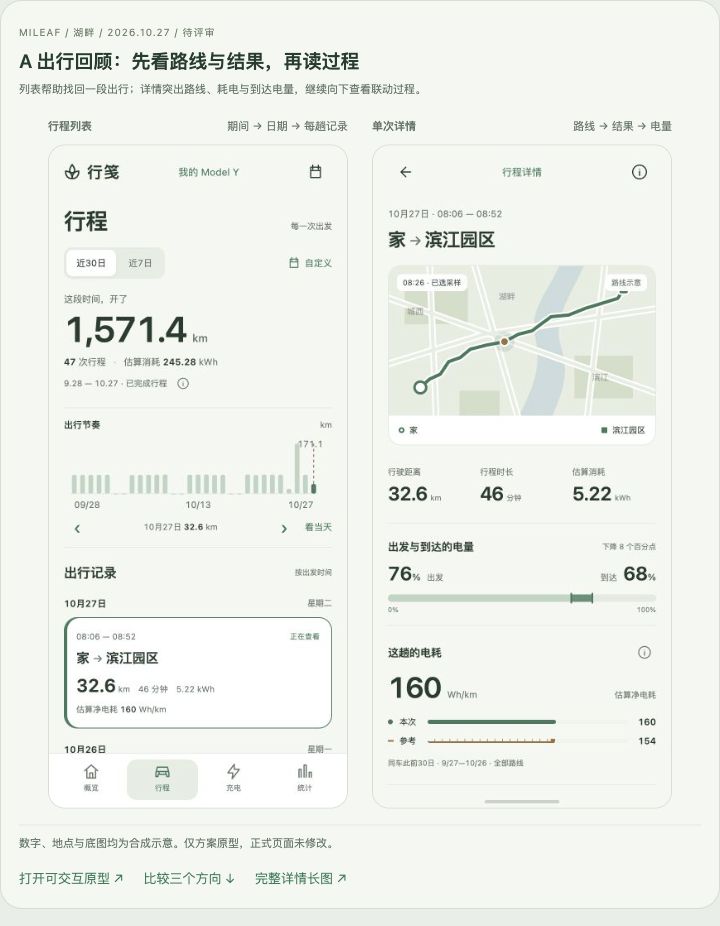 MILEAF / 湖畔 / 2026.10.27 / 待评审
A 出行回顾：先看路线与结果，再读过程
列表帮助找回一段出行；详情突出路线、耗电与到达电量，继续向下查看联动过程。
行程列表
期间 → 日期 → 每趟记录
行笺
我的 Model Y
行程
每一次出发
近30日
近7日
自定义
这段时间，开了
1,571.4 km
47 次行程 · 估算消耗 245.28 kWh
9.28 — 10.27 · 已完成行程
出行节奏
km
171.1
09/28
10/13
10/27
10月27日 32.6 km
看当天
出行记录
按出发时间
10月27日
星期二
08:06 — 08:52
正在查看
家 → 滨江园区
32.6 km 46 分钟 5.22 kWh
估算净电耗 160 Wh/km
10月26日
星期一
概览
行程
充电
统计
单次详情
路线 → 结果 → 电量
行程详情
10月27日 · 08:06 — 08:52
家 → 滨江园区
08:26 · 已选采样
路线示意
湖畔
城西
滨江
家
滨江园区
行驶距离
行程时长
估算消耗
32.6 km
46 分钟
5.22 kWh
出发与到达的电量
下降 8 个百分点
76% 出发
到达 68%
0%
100%
这趟的电耗
160 Wh/km
估算净电耗
本次
160
参考
154
同车此前30日 · 9/27—10/26 · 全部路线
数字、地点与底图均为合成示意。仅方案原型，正式页面未修改。
打开可交互原型 ↗
比较三个方向 ↓
完整详情长图 ↗